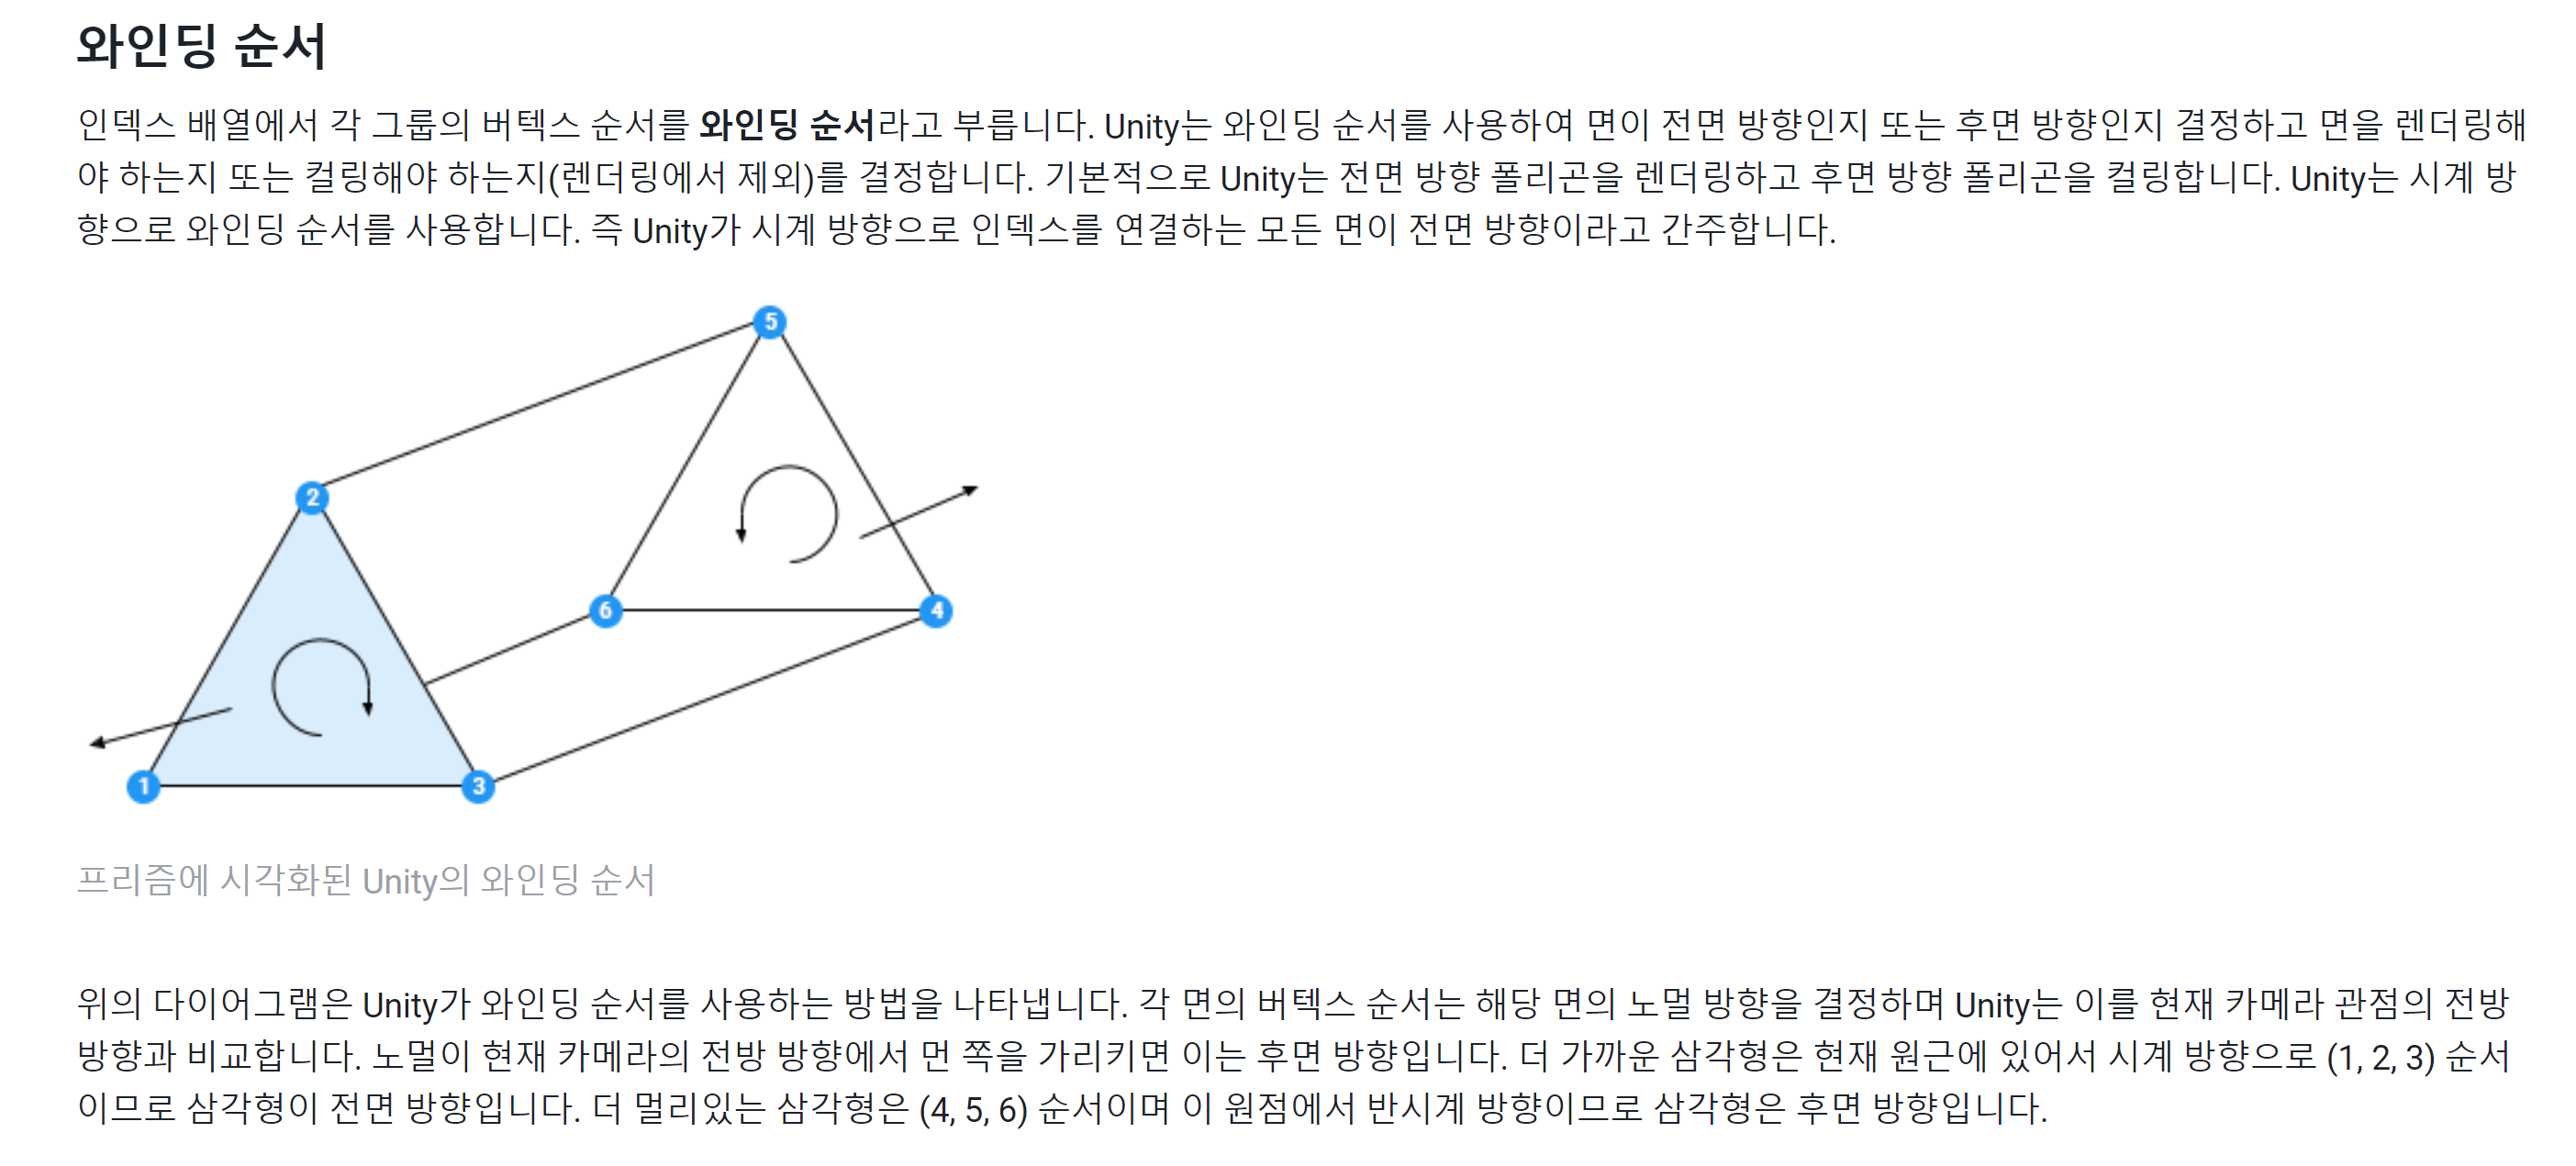 와인딩 순서
인덱스 배열에서 각 그룹의 버텍스 순서를 와인딩 순서라고 부릅니다. Unity는 와인딩 순서를 사용하여 면이 전면 방향인지 또는 후면 방향인지 결정하고 면을 렌더링해
야 하는지 또는 컬링해야 하는지(렌더링에서 제외)를 결정합니다. 기본적으로 Unity는 전면 방향 폴리곤을 렌더링하고 후면 방향 폴리곤을 컬링합니다. Unity는 시계 방
향으로 와인딩 순서를 사용합니다. 즉 Unity가 시계 방향으로 인덱스를 연결하는 모든 면이 전면 방향이라고 간주합니다.
5
2
6
4
1
3
프리즘에 시각화된 Unity의 와인딩 순서
위의 다이어그램은 Unity가 와인딩 순서를 사용하는 방법을 나타냅니다. 각 면의 버텍스 순서는 해당 면의 노멀 방향을 결정하며 Unity는 이를 현재 카메라 관점의 전방
방향과 비교합니다. 노멀이 현재 카메라의 전방 방향에서 먼 쪽을 가리키면 이는 후면 방향입니다. 더 가까운 삼각형은 현재 원근에 있어서 시계 방향으로 (1, 2, 3) 순서
이므로 삼각형이 전면 방향입니다. 더 멀리있는 삼각형은 (4, 5, 6) 순서이며 이 원점에서 반시계 방향이므로 삼각형은 후면 방향입니다.